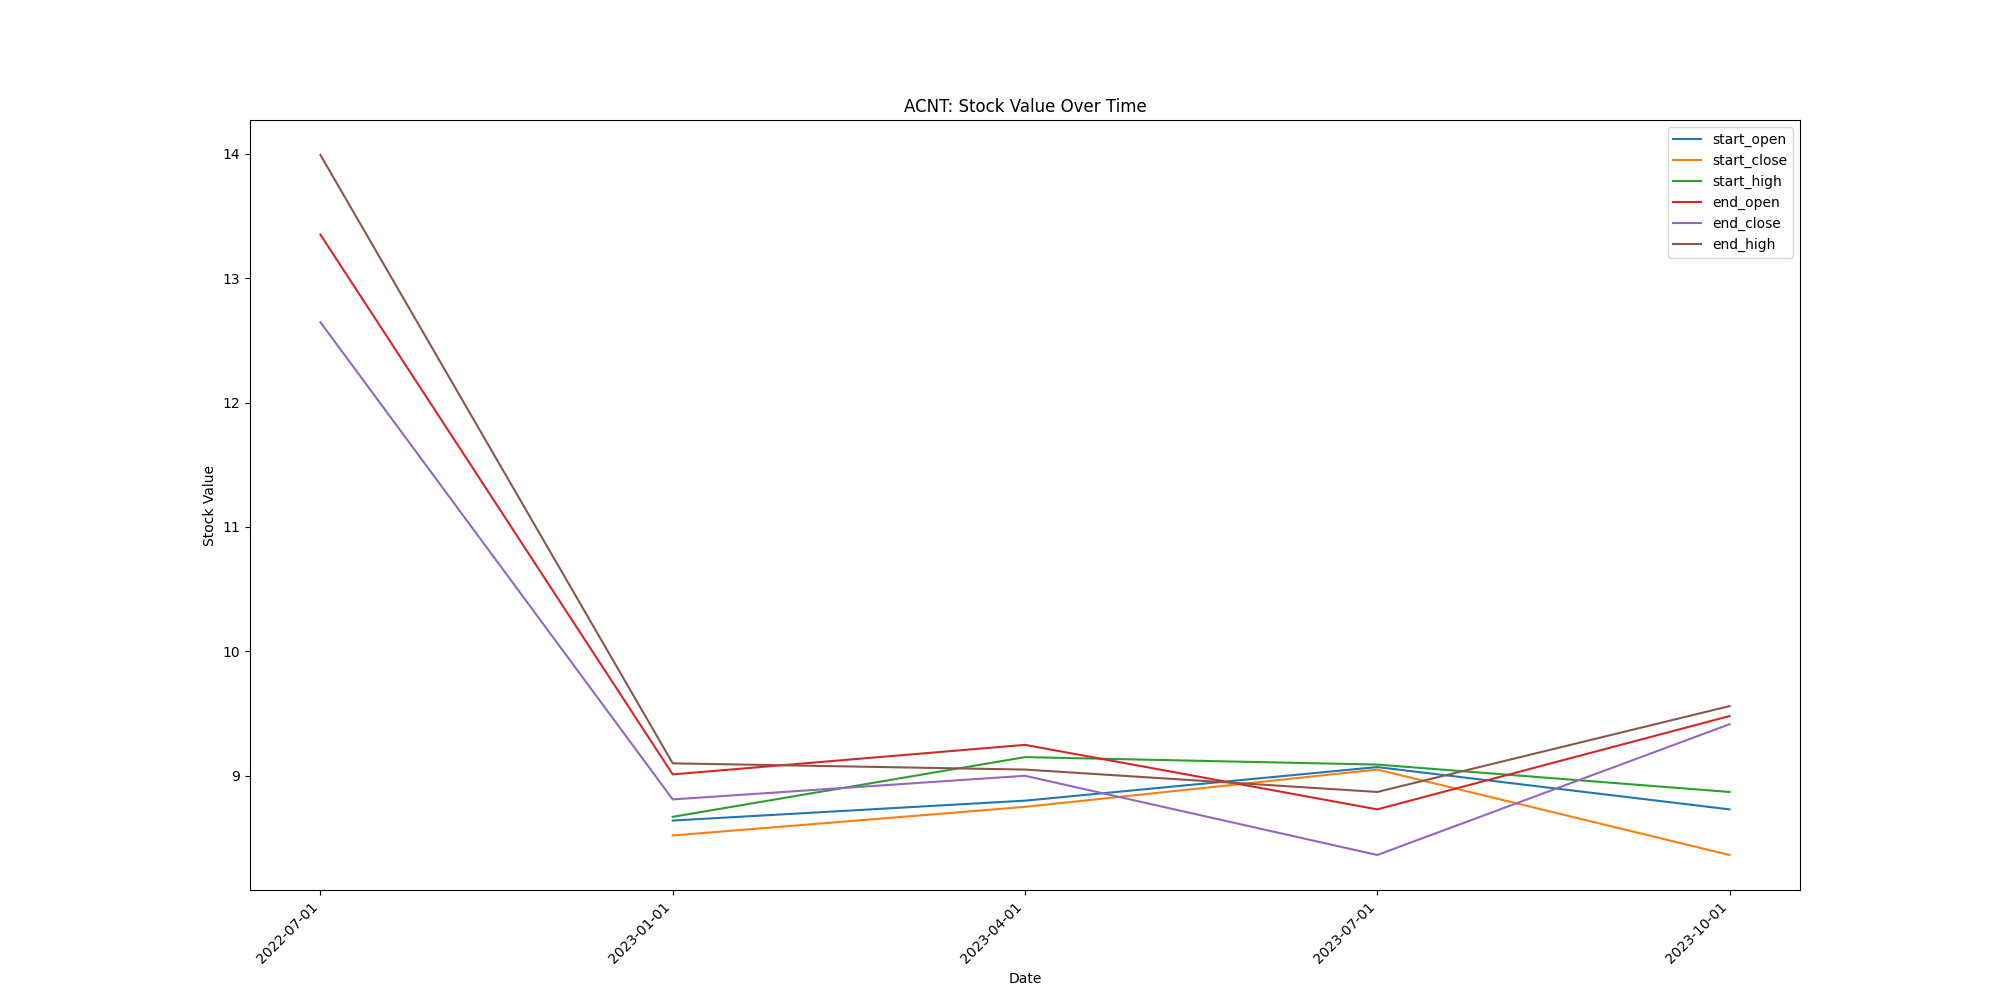 ACNT: Stock Value Over Time
start_open
start_close
start_high
end_open
end_close
end_high
14
13
12
11
10
9
Stock Value
2022-07-01
2023-01-01
2023-04-01
2023-07-01
2023-10-01
Date